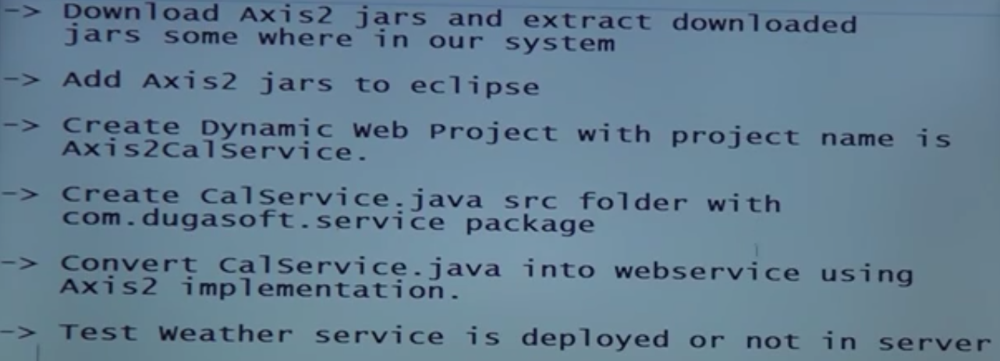 -> Download Axis2 jars and extract downloaded
jars some where in our system
-> Add Axis2 jars to eclipse
-> Create Dynamic Web Project with project name is
Axis2CalService.
-> Create CalService.java src folder with
com.dugasoft.service package
-> Convert CalService.java into webservice using
Axis2 implementation.
-> Test Weather service is deployed or not in server